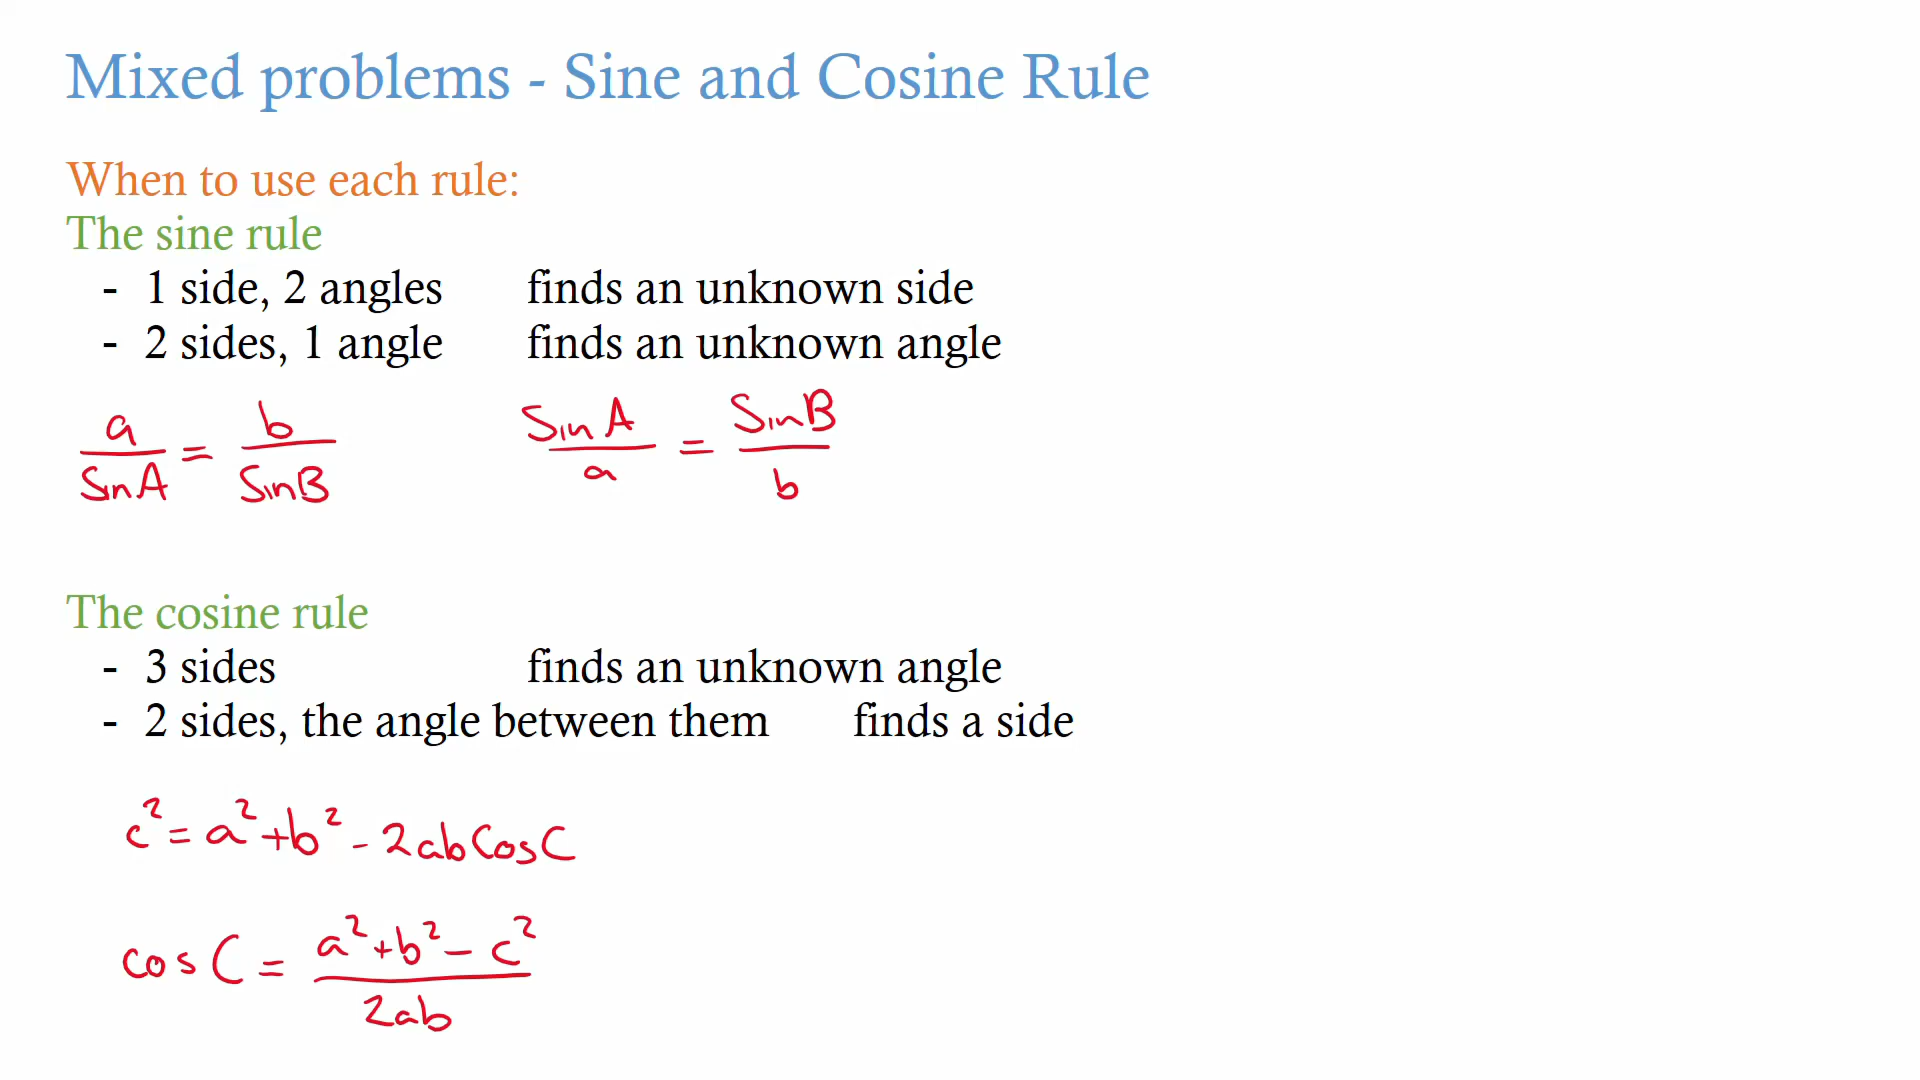 Mixed problems - Sine and Cosine Rule
When to use each rule:
The sine rule
- 1 side, 2 angles finds an unknown side
- 2 sides, 1 angle finds an unknown angle
a/SinA = b/SinB SinA/a = SinB/b
The cosine rule
- 3 sides finds an unknown angle
- 2 sides, the angle between them finds a side
c² = a² + b² - 2abCosC
cos C = a² + b² - c² / 2ab